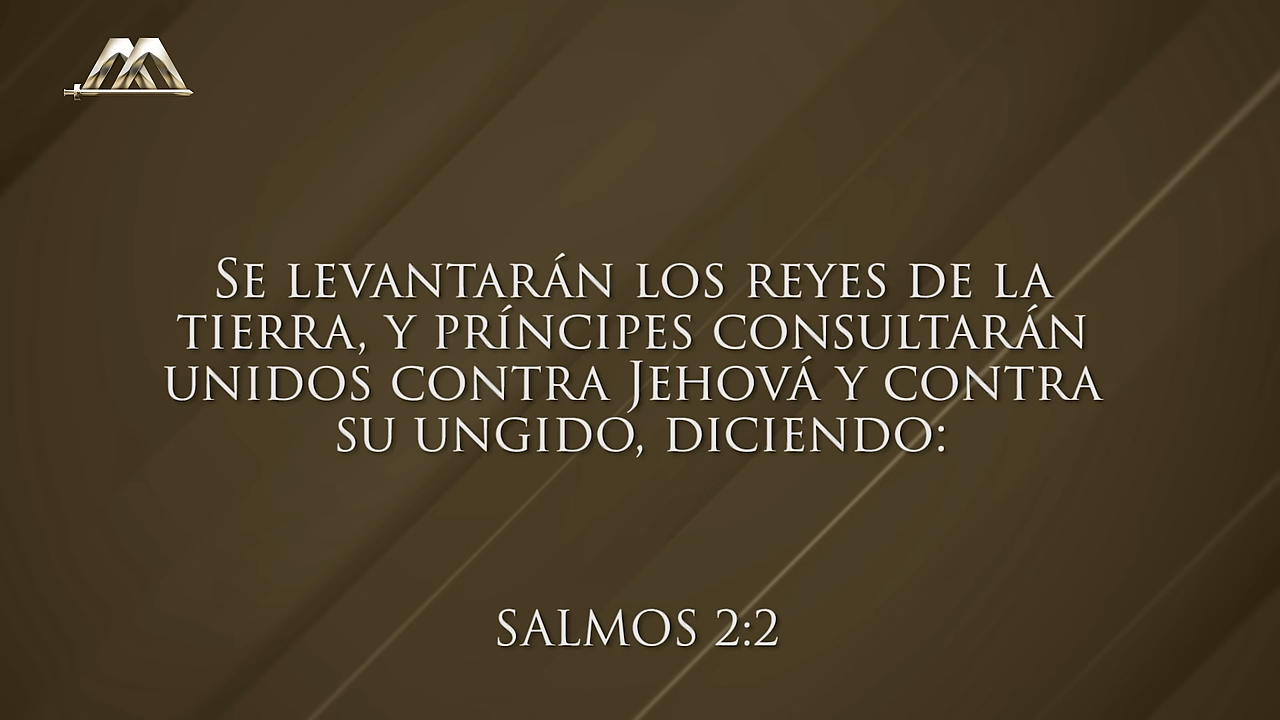 Se levantarán los reyes de la
tierra, y príncipes consultarán
unidos contra Jehová y contra
su ungido, diciendo:
SALMOS 2:2